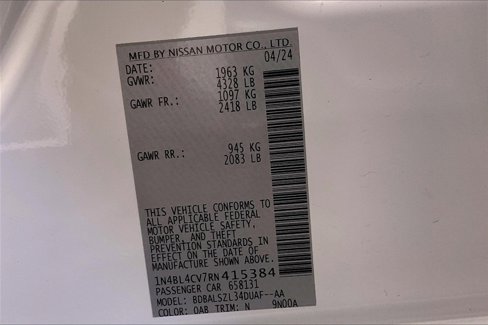 MFD BY NISSAN MOTOR CO., LTD.
DATE: 04/24
GVWR: 1963 KG
4328 LB
GAWR FR.: 1097 KG
2418 LB
GAWR RR.: 945 KG
2083 LB
THIS VEHICLE CONFORMS TO
ALL APPLICABLE FEDERAL
MOTOR VEHICLE SAFETY,
BUMPER, AND THEFT
PREVENTION STANDARDS IN
EFFECT ON THE DATE OF
MANUFACTURE SHOWN ABOVE.
1N4BL4CV7RN415384
PASSENGER CAR 658131
MODEL: BDBALSZL34DUAF--AA
COLOR: QAB TRIM: N 9N00A